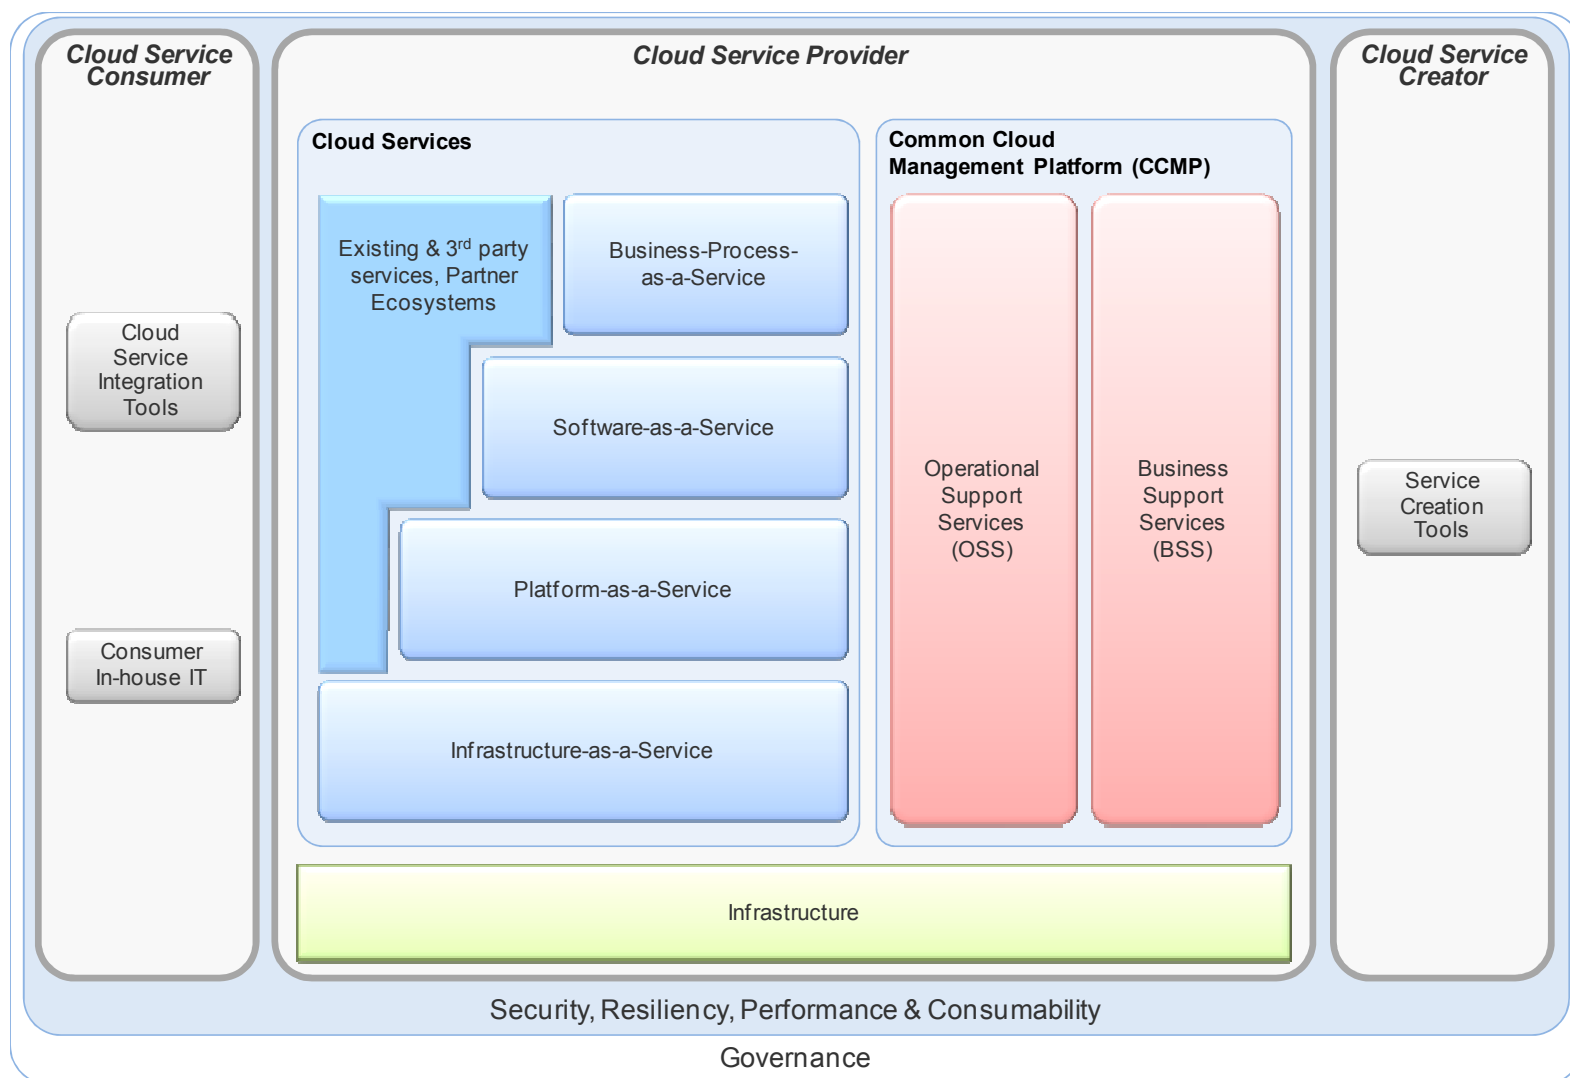 Cloud Service
Consumer
Cloud Service
Integration
Tools
Consumer
In-house IT
Cloud Service Provider
Cloud Services
Existing & 3rd party
services, Partner
Ecosystems
Business-Process-
as-a-Service
Software-as-a-Service
Platform-as-a-Service
Infrastructure-as-a-Service
Common Cloud
Management Platform (CCMP)
Operational
Support
Services
(OSS)
Business
Support
Services
(BSS)
Infrastructure
Cloud Service
Creator
Service
Creation
Tools
Security, Resiliency, Performance & Consumability
Governance